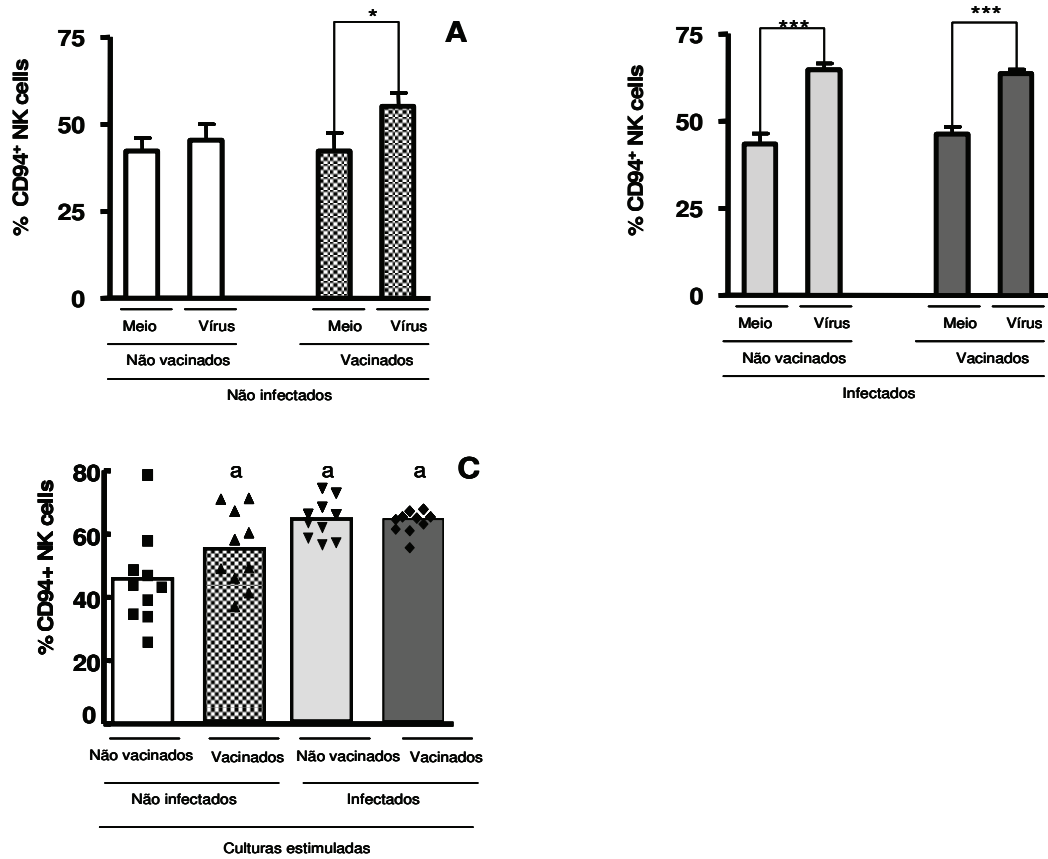 *
A
75
50
25
0
% CD94⁺ NK cells
Meio Vírus Meio Vírus
Não vacinados Vacinados
Não infectados
*** ***
75
50
25
0
% CD94⁺ NK cells
Meio Vírus Meio Vírus
Não vacinados Vacinados
Infectados
a a a C
80
60
40
20
0
% CD94+ NK cells
Não vacinados Vacinados Não vacinados Vacinados
Não infectados Infectados
Culturas estimuladas